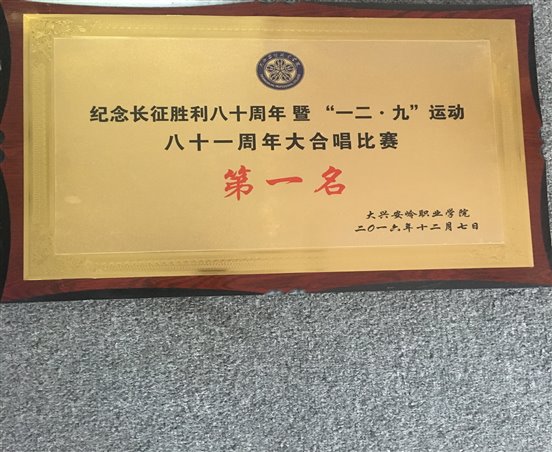 纪念长征胜利八十周年 暨 “一二·九”运动
八十一周年大合唱比赛
第一名
大兴安岭职业学院
二〇一六年十二月七日